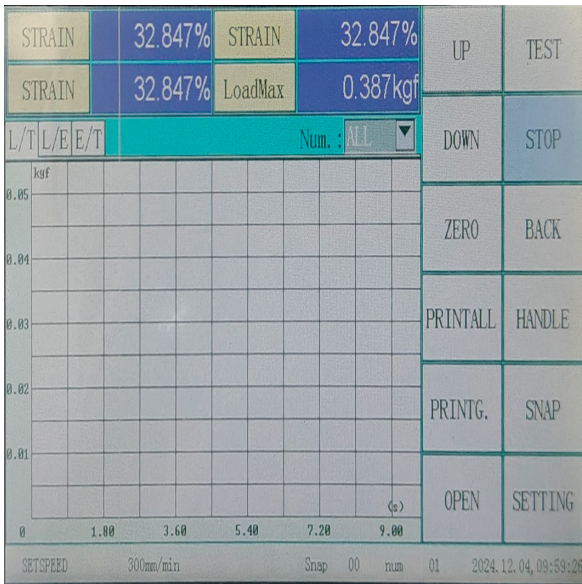 STRAIN 32.847% STRAIN 32.847%
STRAIN 32.847% LoadMax 0.387kgf
L/T L/E E/T Num. : ALL
kgf
0.05
0.04
0.03
0.02
0.01
(s)
0 1.80 3.60 5.40 7.20 9.00
UP TEST
DOWN STOP
ZERO BACK
PRINTALL HANDLE
PRINTG. SNAP
OPEN SETTING
SETSPEED 300mm/min Snap 00 num 01 2024.12.04,09:59:26